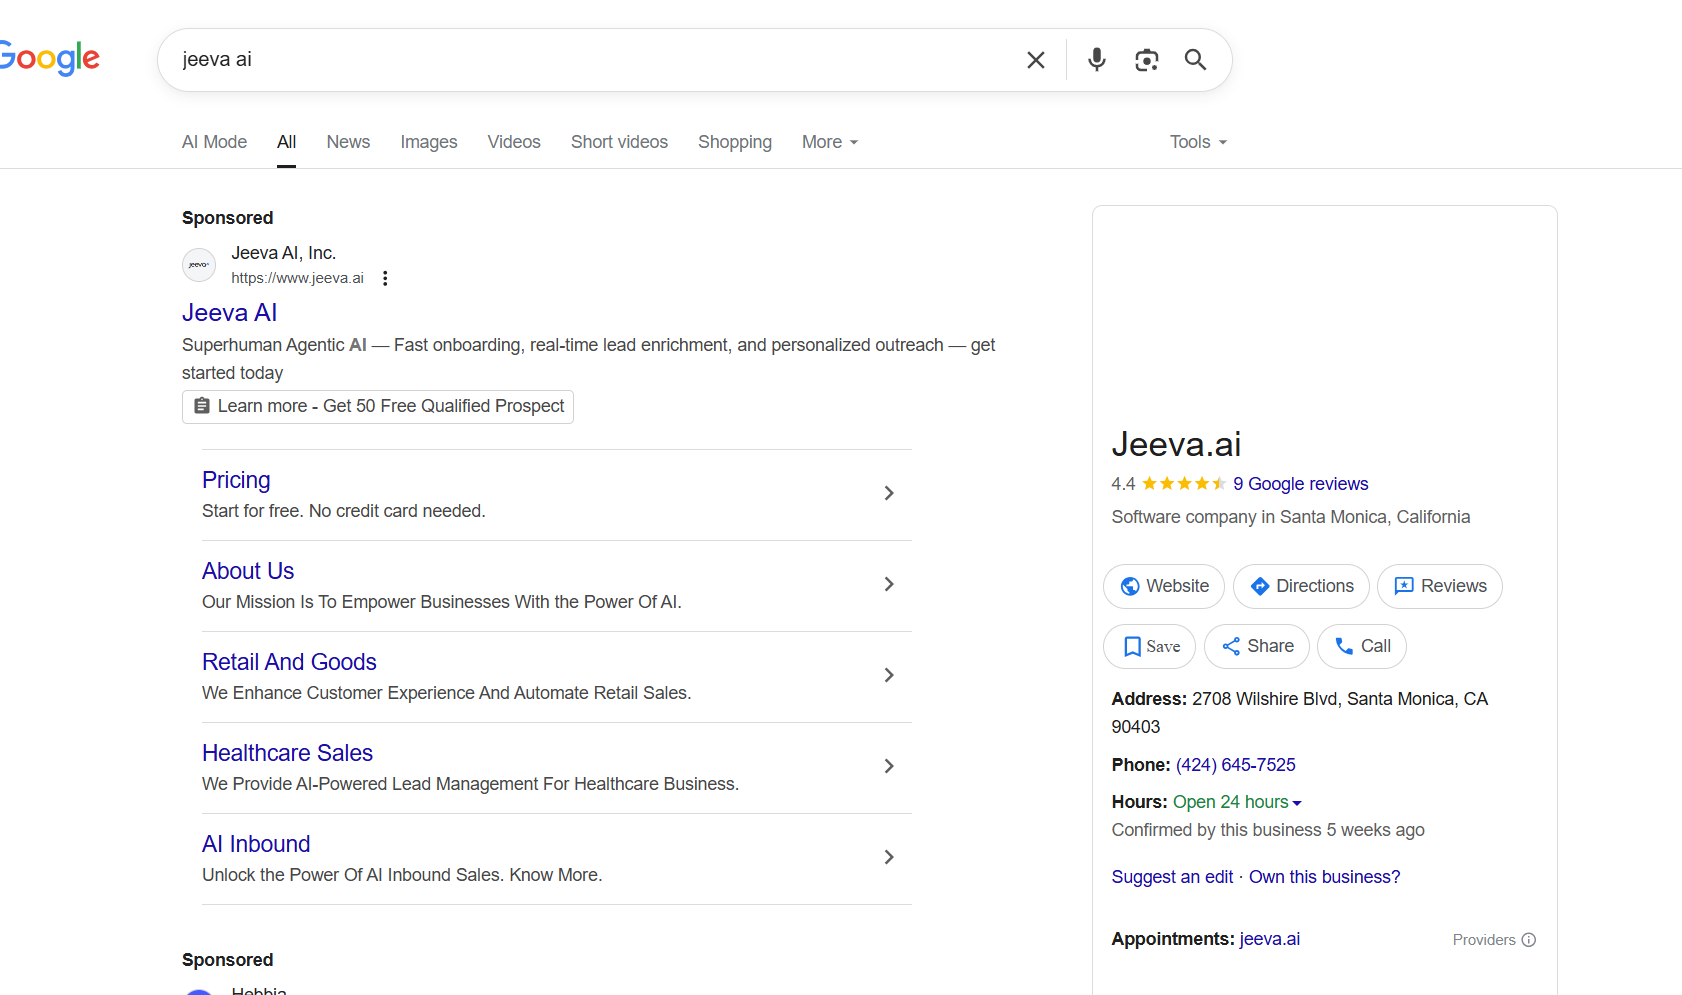 Google
jeeva ai
AI Mode
All
News
Images
Videos
Short videos
Shopping
More
Tools
Sponsored
jeeva
Jeeva AI, Inc.
https://www.jeeva.ai
Jeeva AI
Superhuman Agentic AI — Fast onboarding, real-time lead enrichment, and personalized outreach — get
started today
Learn more - Get 50 Free Qualified Prospect
Pricing
Start for free. No credit card needed.
About Us
Our Mission Is To Empower Businesses With the Power Of AI.
Retail And Goods
We Enhance Customer Experience And Automate Retail Sales.
Healthcare Sales
We Provide AI-Powered Lead Management For Healthcare Business.
AI Inbound
Unlock the Power Of AI Inbound Sales. Know More.
Sponsored
Hebbia
Jeeva.ai
4.4
9 Google reviews
Software company in Santa Monica, California
Website
Directions
Reviews
Save
Share
Call
Address: 2708 Wilshire Blvd, Santa Monica, CA
90403
Phone: (424) 645-7525
Hours: Open 24 hours
Confirmed by this business 5 weeks ago
Suggest an edit · Own this business?
Appointments: jeeva.ai
Providers